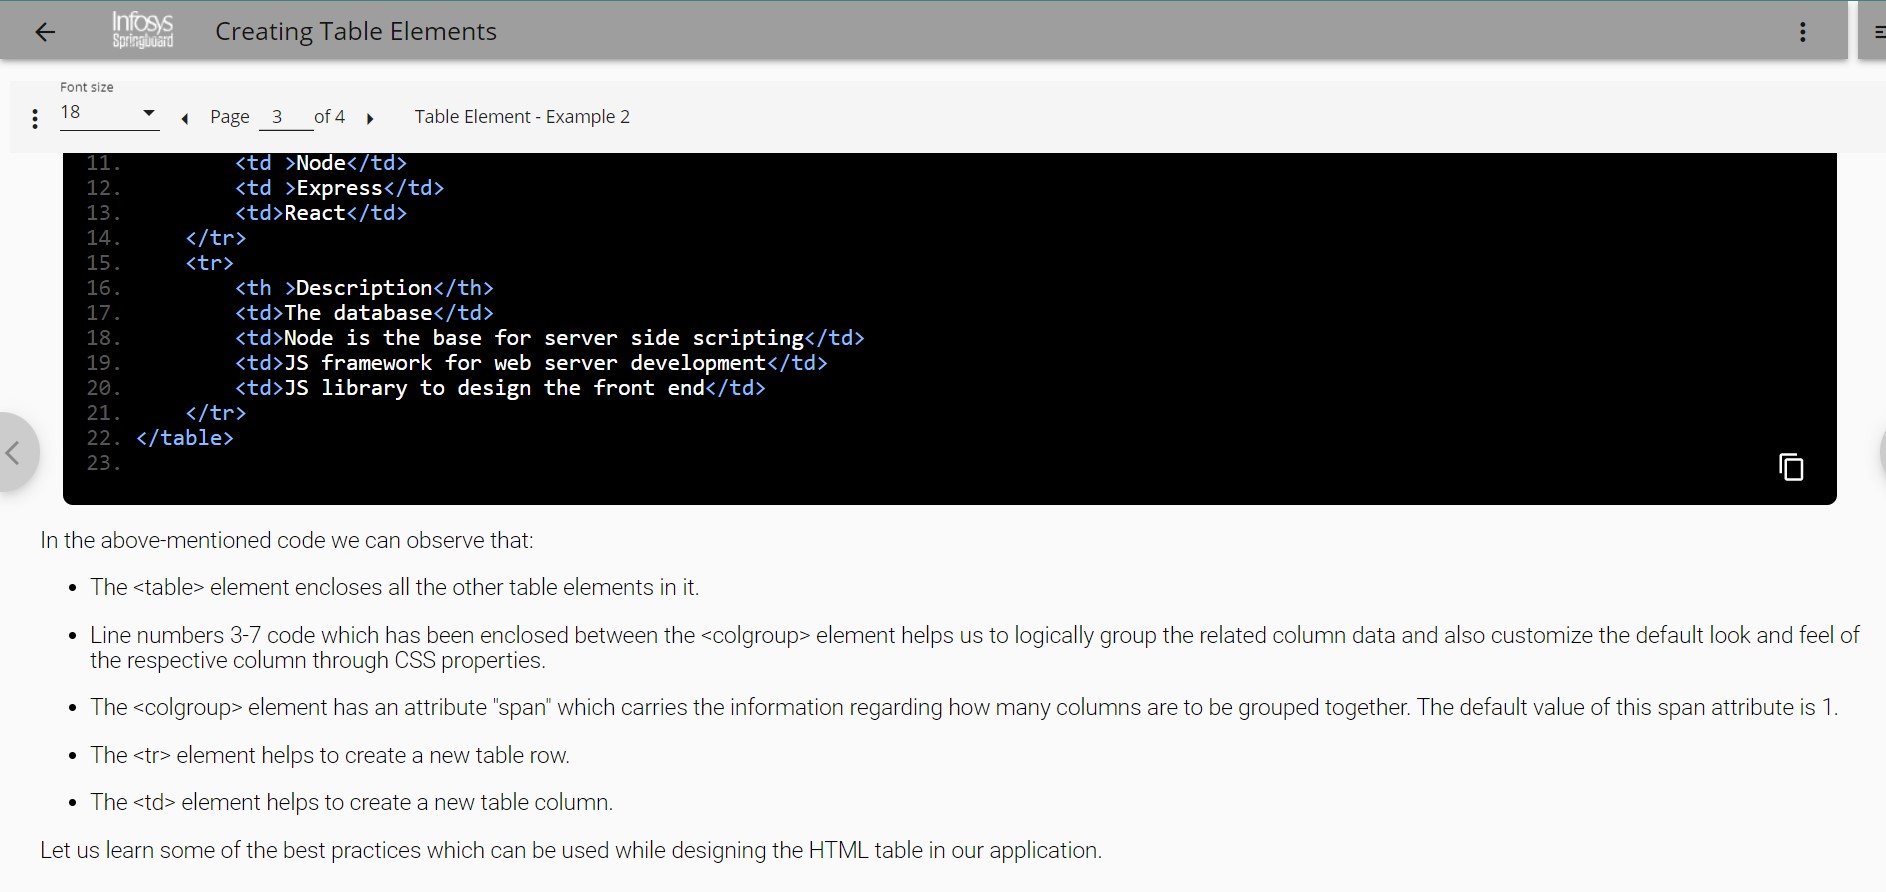 Infosys
Springboard
Creating Table Elements
Font size
18
Page 3 of 4
Table Element - Example 2
11. <td >Node</td>
12. <td >Express</td>
13. <td>React</td>
14. </tr>
15. <tr>
16. <th >Description</th>
17. <td>The database</td>
18. <td>Node is the base for server side scripting</td>
19. <td>JS framework for web server development</td>
20. <td>JS library to design the front end</td>
21. </tr>
22. </table>
23.
In the above-mentioned code we can observe that:
• The <table> element encloses all the other table elements in it.
• Line numbers 3-7 code which has been enclosed between the <colgroup> element helps us to logically group the related column data and also customize the default look and feel of
the respective column through CSS properties.
• The <colgroup> element has an attribute "span" which carries the information regarding how many columns are to be grouped together. The default value of this span attribute is 1.
• The <tr> element helps to create a new table row.
• The <td> element helps to create a new table column.
Let us learn some of the best practices which can be used while designing the HTML table in our application.